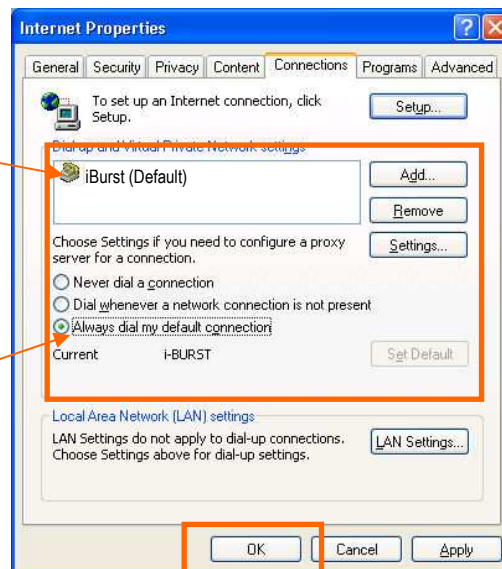 Internet Properties
General Security Privacy Content Connections Programs Advanced
To set up an Internet connection, click
Setup.
Setup...
Dial-up and Virtual Private Network settings
iBurst (Default)
Add...
Remove
Choose Settings if you need to configure a proxy
server for a connection.
Settings...
Never dial a connection
Dial whenever a network connection is not present
Always dial my default connection
Current i-BURST
Set Default
Local Area Network (LAN) settings
LAN Settings do not apply to dial-up connections.
Choose Settings above for dial-up settings.
LAN Settings...
OK Cancel Apply